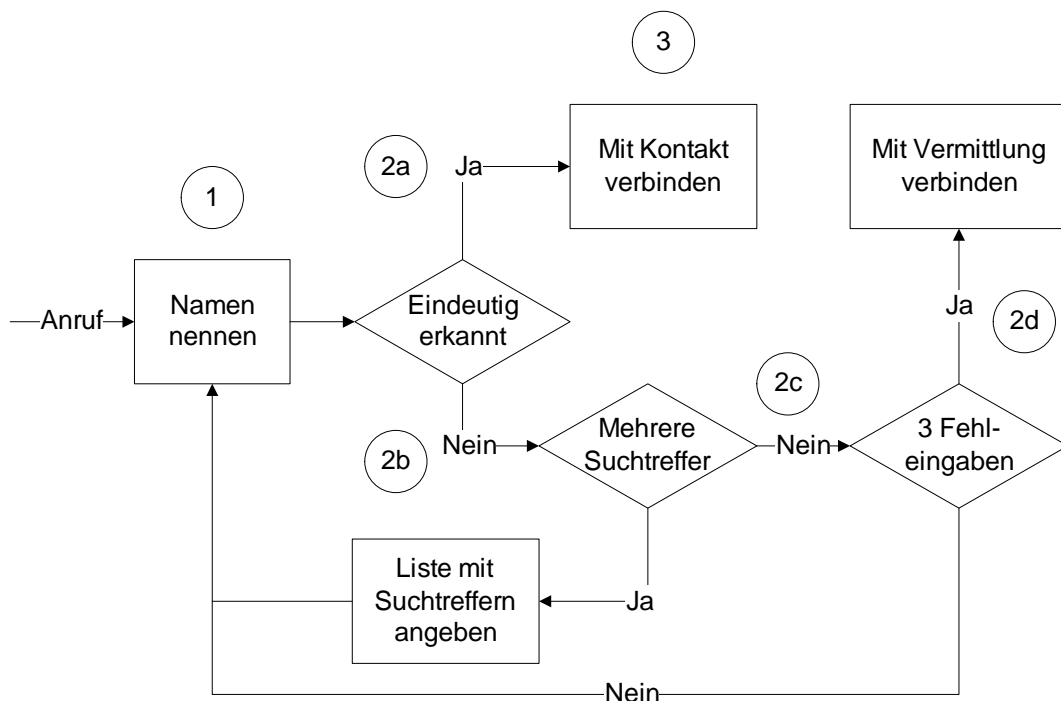 3
Mit Kontakt
verbinden
Mit Vermittlung
verbinden
2a
Ja
1
Anruf
Namen
nennen
Eindeutig
erkannt
Ja
2d
2c
2b
Nein
Mehrere
Suchtreffer
Nein
3 Fehl-
eingaben
Liste mit
Suchtreffern
angeben
Ja
Nein